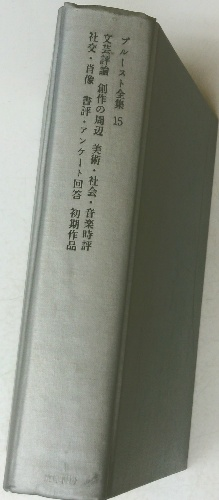 プルースト全集 15
文芸評論 創作の周辺 美術・社会・音楽時評
社交・肖像 書評・アンケート回答 初期作品